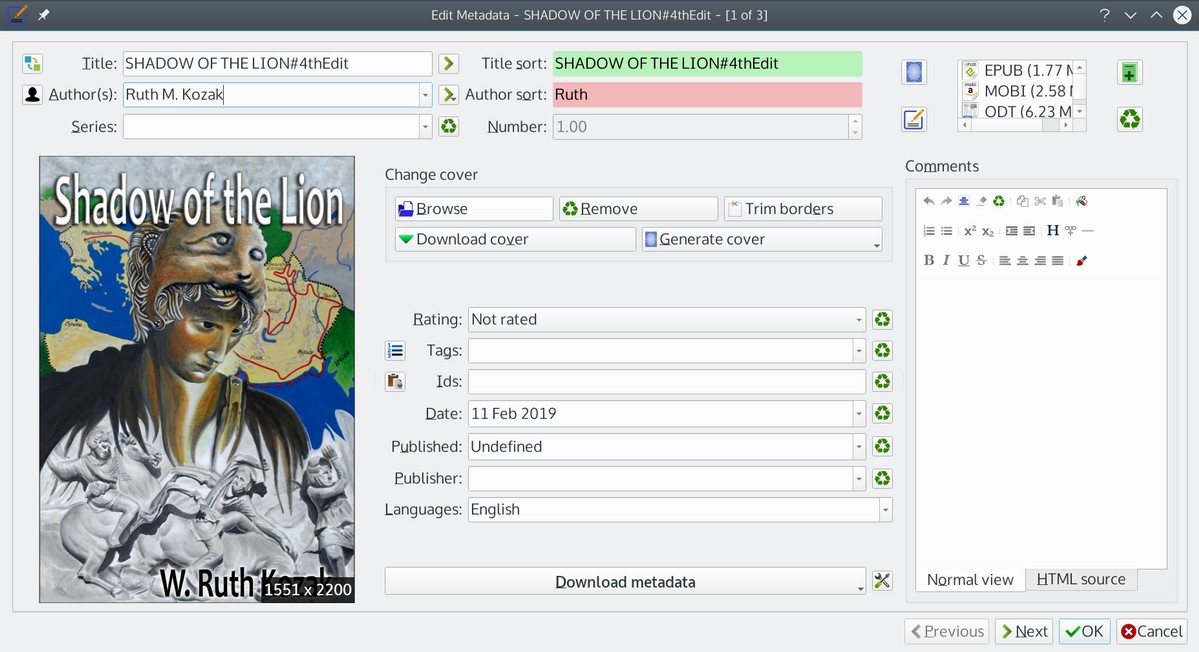 Edit Metadata - SHADOW OF THE LION#4thEdit - [1 of 3]
Title: SHADOW OF THE LION#4thEdit
Title sort: SHADOW OF THE LION#4thEdit
Author(s): Ruth M. Kozak
Author sort: Ruth
Series:
Number: 1.00
EPUB (1.77 M
MOBI (2.58
ODT (6.23 M
Shadow of the Lion
W. Ruth Kozak
1551 x 2200
Change cover
Browse
Remove
Trim borders
Download cover
Generate cover
Rating: Not rated
Tags:
Ids:
Date: 11 Feb 2019
Published: Undefined
Publisher:
Languages: English
Download metadata
Comments
Normal view
HTML source
Previous
Next
OK
Cancel